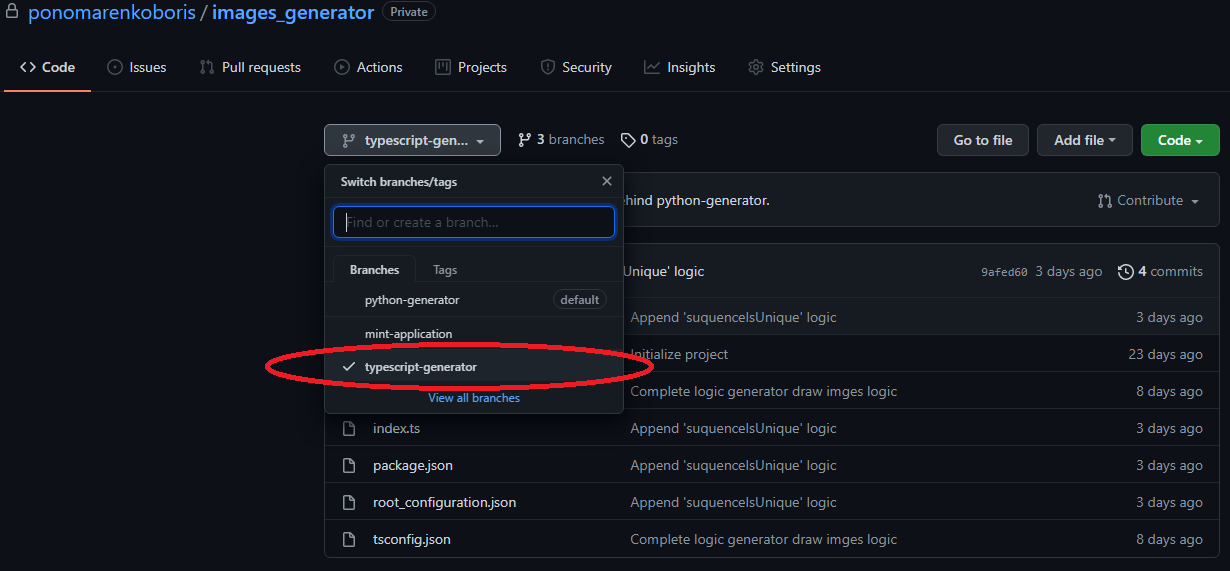 ponomarenkoboris / images_generator Private
Code Issues Pull requests Actions Projects Security Insights Settings
typescript-gen... 3 branches 0 tags Go to file Add file Code
Switch branches/tags
hind python-generator. Contribute
Find or create a branch...
Branches Tags
Unique' logic 9afed60 3 days ago 4 commits
python-generator default
Append 'suquenceIsUnique' logic 3 days ago
mint-application
Initialize project 23 days ago
typescript-generator
Complete logic generator draw imges logic 8 days ago
View all branches
index.ts Append 'suquenceIsUnique' logic 3 days ago
package.json Append 'suquenceIsUnique' logic 3 days ago
root_configuration.json Append 'suquenceIsUnique' logic 3 days ago
tsconfig.json Complete logic generator draw imges logic 8 days ago